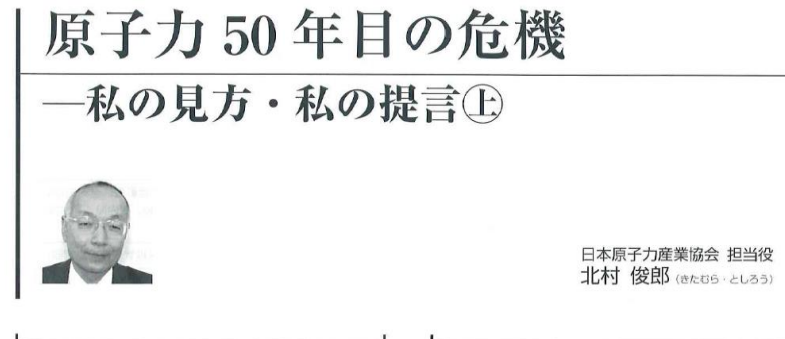 原子力50年目の危機
―私の見方・私の提言㊤
日本原子力産業協会 担当役
北村 俊郎 (きたむら・としろう)